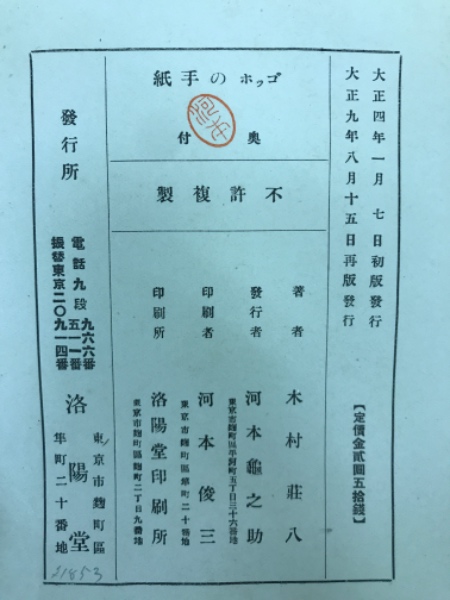 大正四年一月七日初版發行
大正九年八月十五日再版發行
【定價金貳圓五拾錢】
ゴッホの手紙
奥付
不許複製
著者 木村莊八
發行者 河本龜之助
東京市麴町區平河町五丁目三十六番地
印刷者 河本俊三
東京市麴町區隼町二十番地
印刷所 洛陽堂印刷所
東京市麴町區麴町二丁目九番地
發行所 洛陽堂
東京市麴町區
隼町二十番地
電話九段九六六番
五一一番
振替東京二〇九一四番